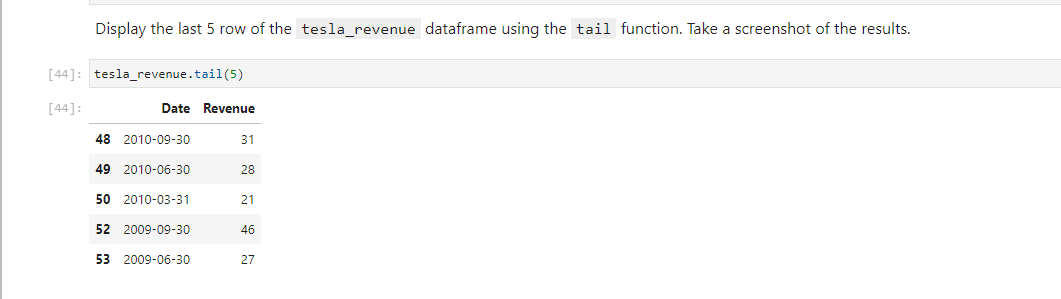 Display the last 5 row of the tesla_revenue dataframe using the tail function. Take a screenshot of the results.
[44]: tesla_revenue.tail(5)
[44]:
Date Revenue
48 2010-09-30 31
49 2010-06-30 28
50 2010-03-31 21
52 2009-09-30 46
53 2009-06-30 27